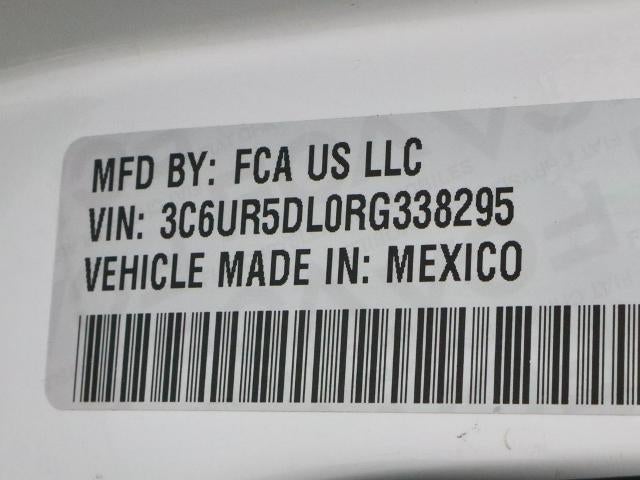 MFD BY: FCA US LLC
VIN: 3C6UR5DL0RG338295
VEHICLE MADE IN: MEXICO